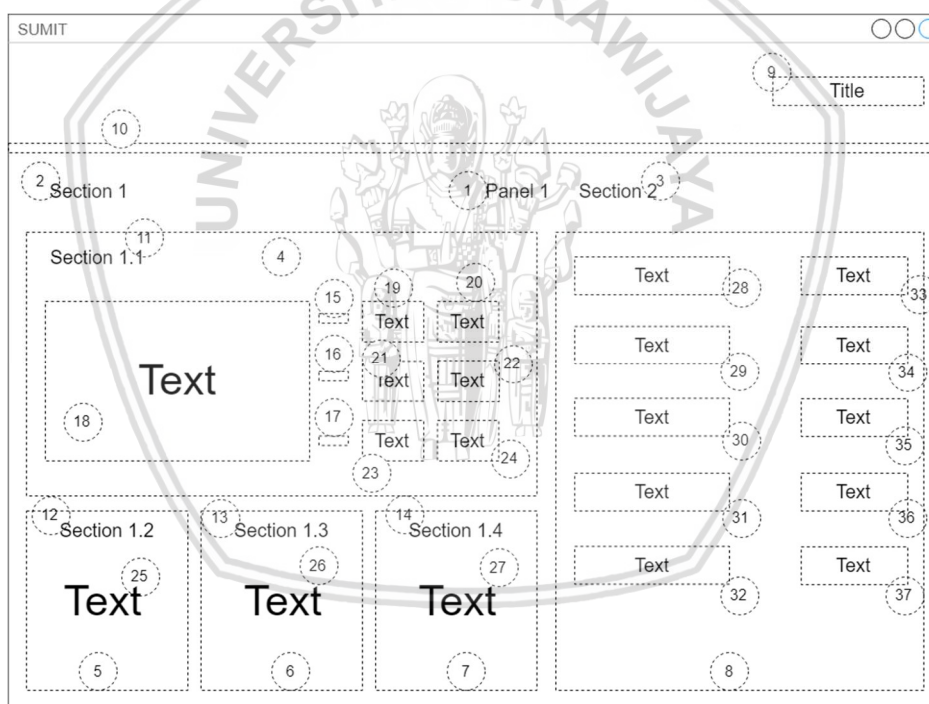 SUMIT
UNIVERSITAS BRAWIJAYA
9
Title
10
2 Section 1
1 Panel 1
Section 2 3
11
Section 1.1
4
15
19
20
Text
28
Text
33
Text
Text
16
21
22
Text
29
Text
34
Text
Text
Text
18
17
Text
30
Text
35
Text
Text
23
24
12
Section 1.2
13
Section 1.3
14
Section 1.4
Text
31
Text
36
25
26
27
Text
32
Text
37
Text
Text
Text
5
6
7
8